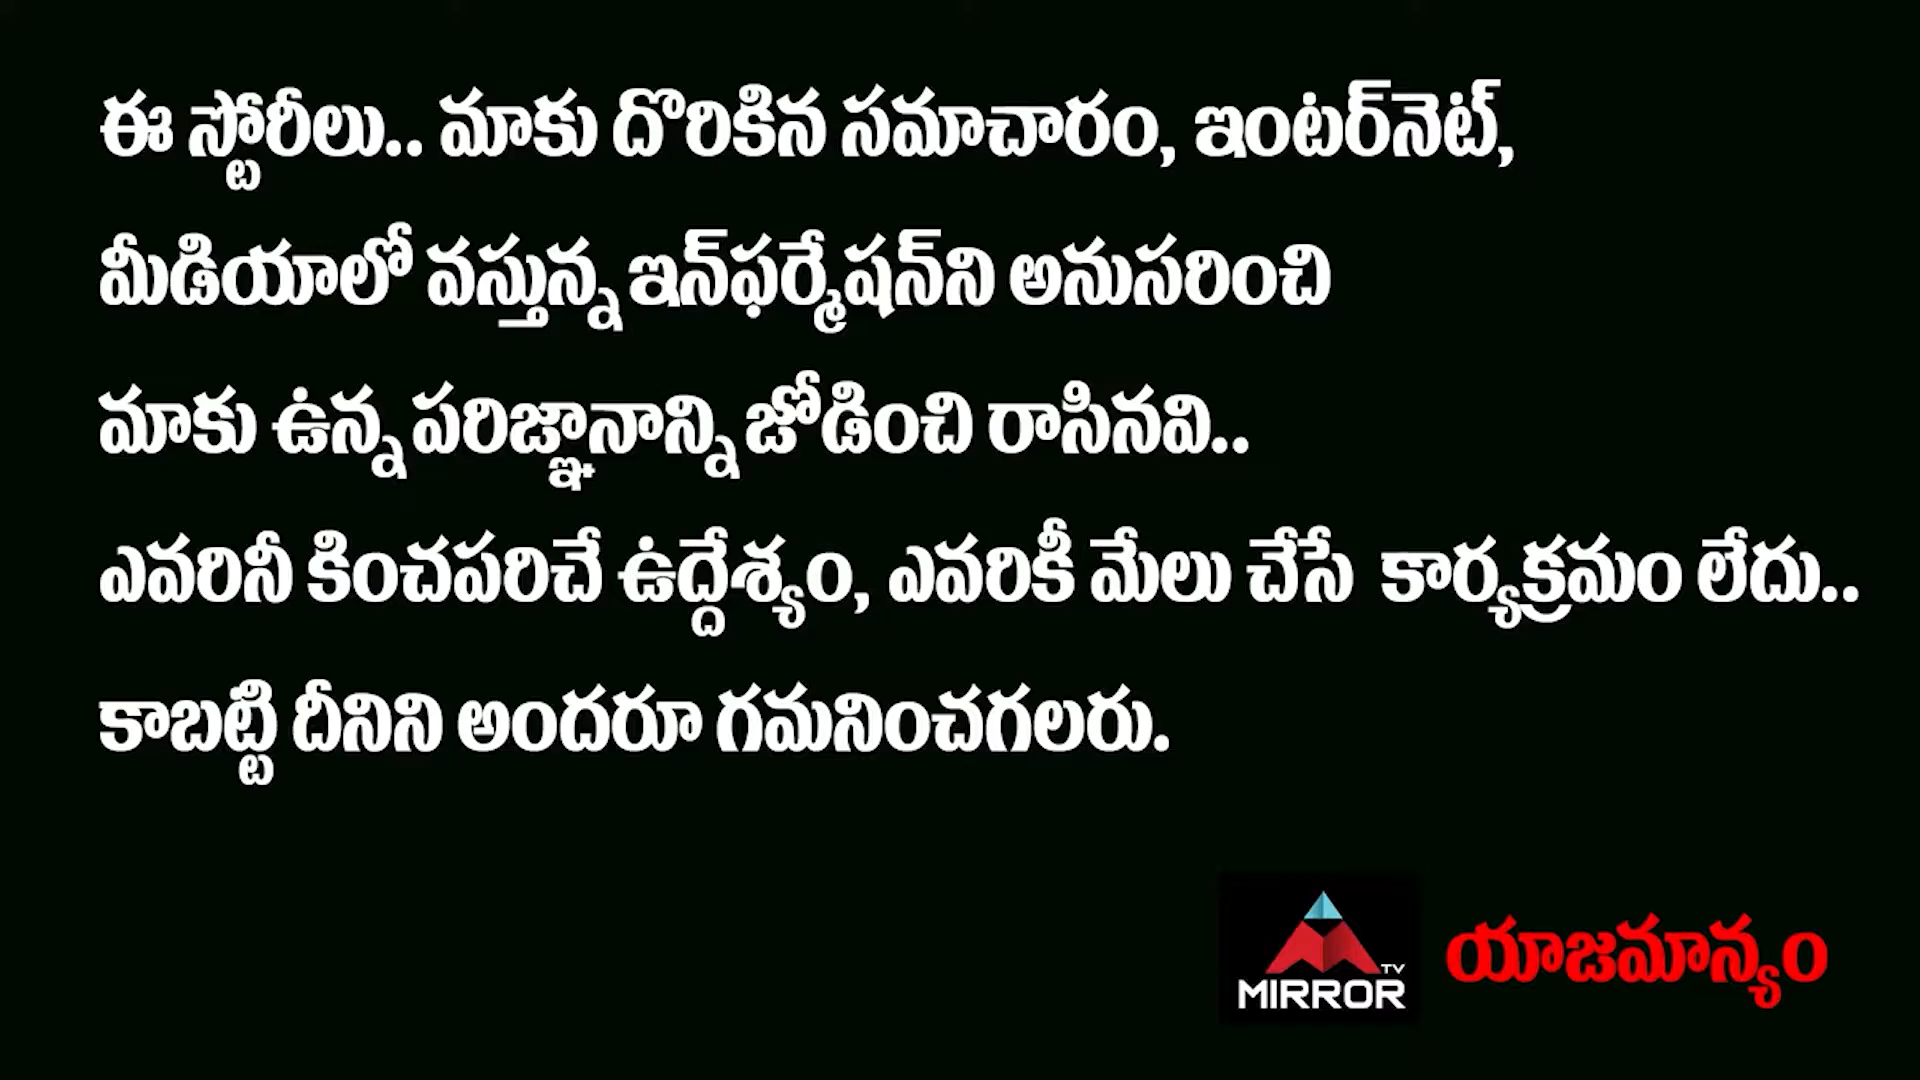 ఈ స్టోరీలు.. మాకు దొరికిన సమాచారం, ఇంటర్‌నెట్,
మీడియాలో వస్తున్న ఇన్‌ఫర్మేషన్‌ని అనుసరించి
మాకు ఉన్న పరిజ్ఞానాన్ని జోడించి రాసినవి..
ఎవరినీ కించపరిచే ఉద్దేశ్యం, ఎవరికీ మేలు చేసే కార్యక్రమం లేదు..
కాబట్టి దీనిని అందరూ గమనించగలరు.
MIRROR TV యాజమాన్యం